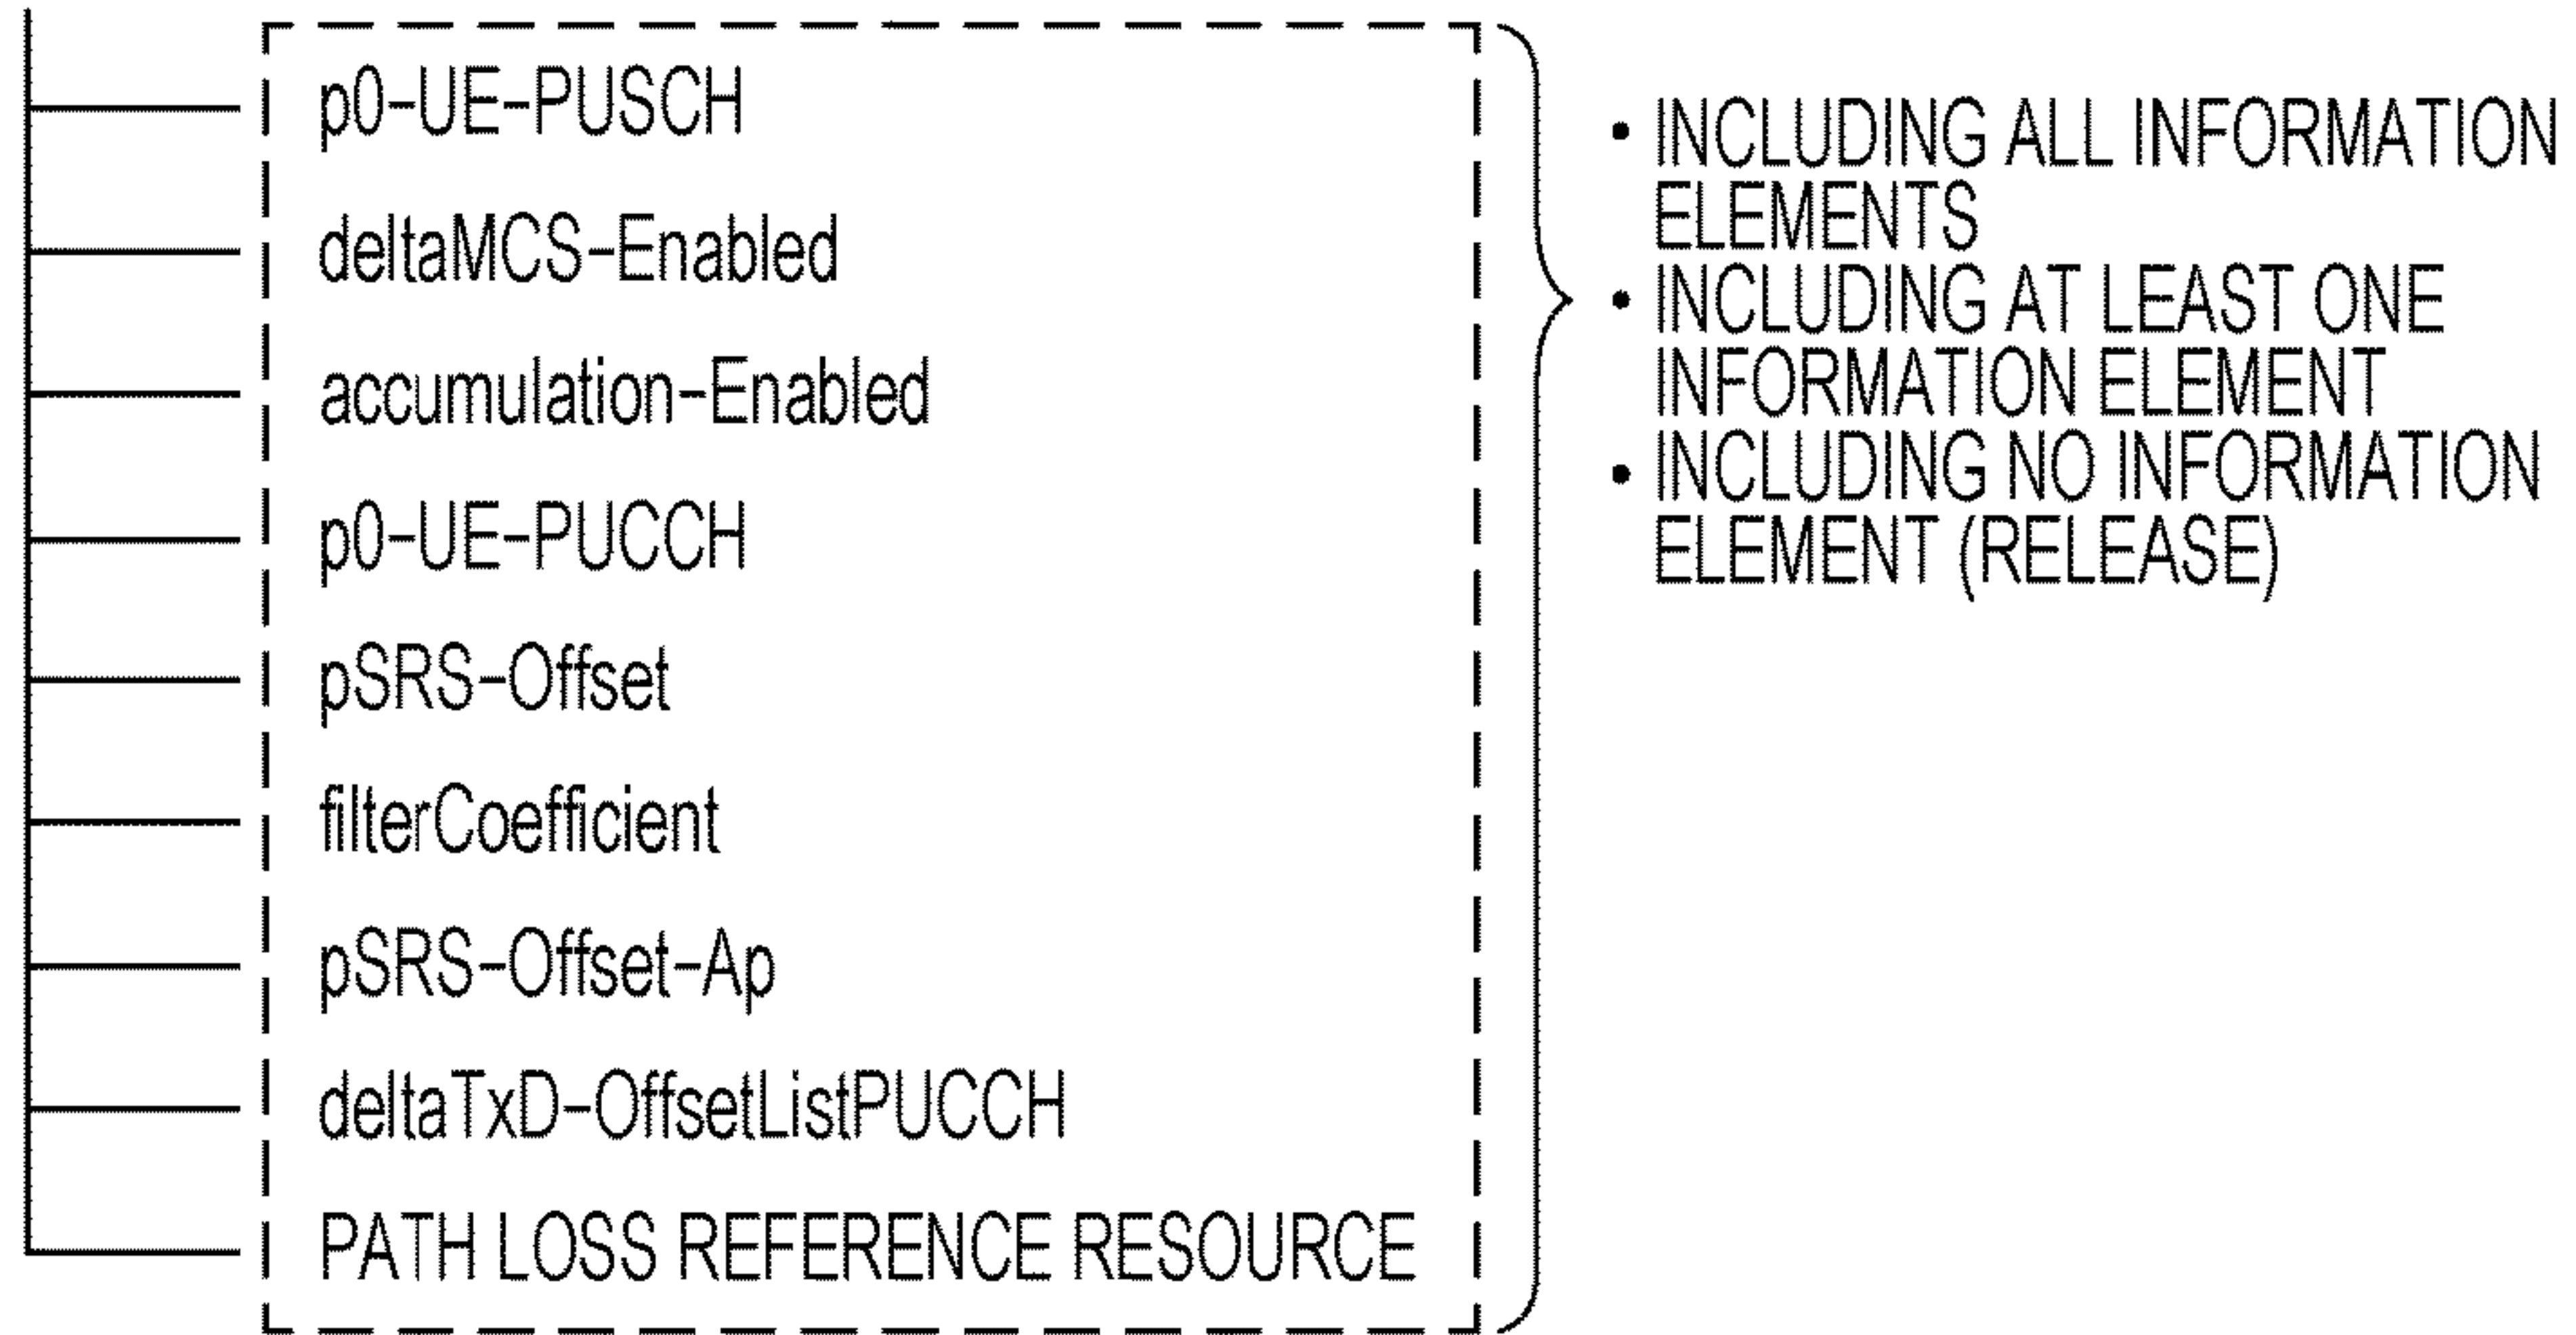 p0-UE-PUSCH
deltaMCS-Enabled
accumulation-Enabled
p0-UE-PUCCH
pSRS-Offset
filterCoefficient
pSRS-Offset-Ap
deltaTxD-OffsetListPUCCH
PATH LOSS REFERENCE RESOURCE
• INCLUDING ALL INFORMATION
ELEMENTS
• INCLUDING AT LEAST ONE
INFORMATION ELEMENT
• INCLUDING NO INFORMATION
ELEMENT (RELEASE)